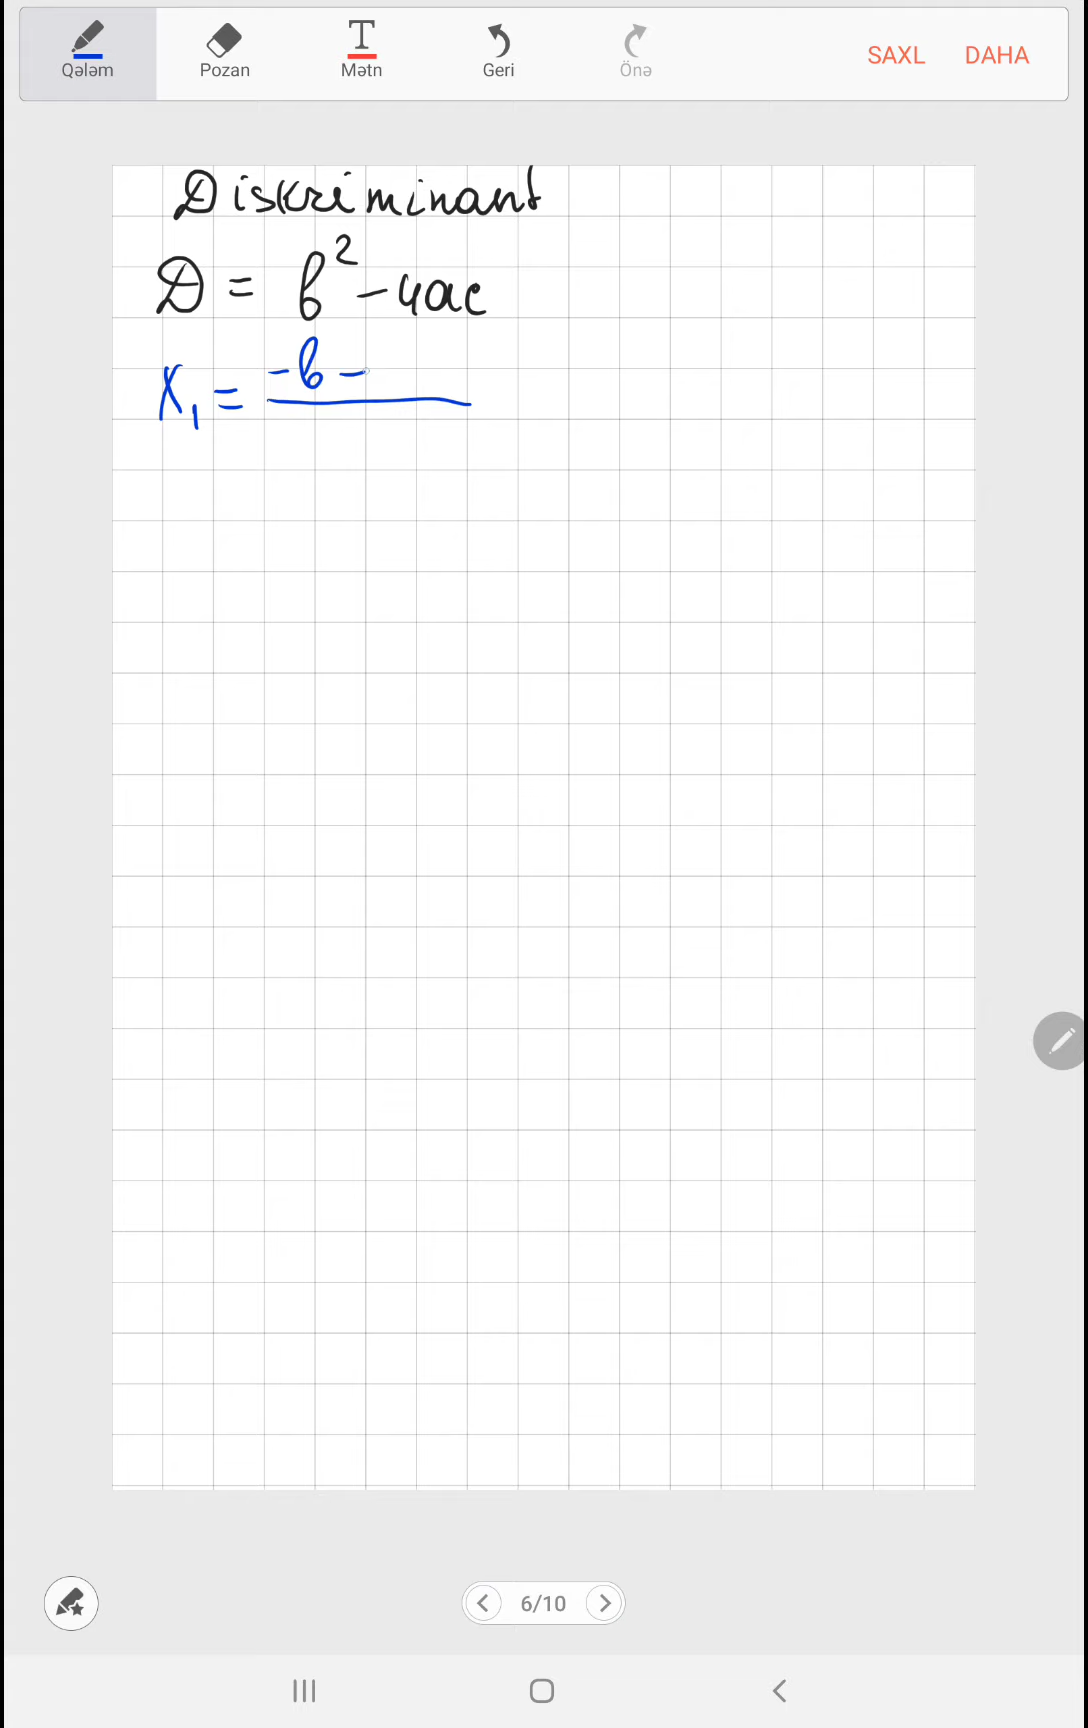 Qələm Pozan Mətn Geri Önə SAXL DAHA
Diskriminant
D = b² - 4ac
x₁ = -b -
6/10